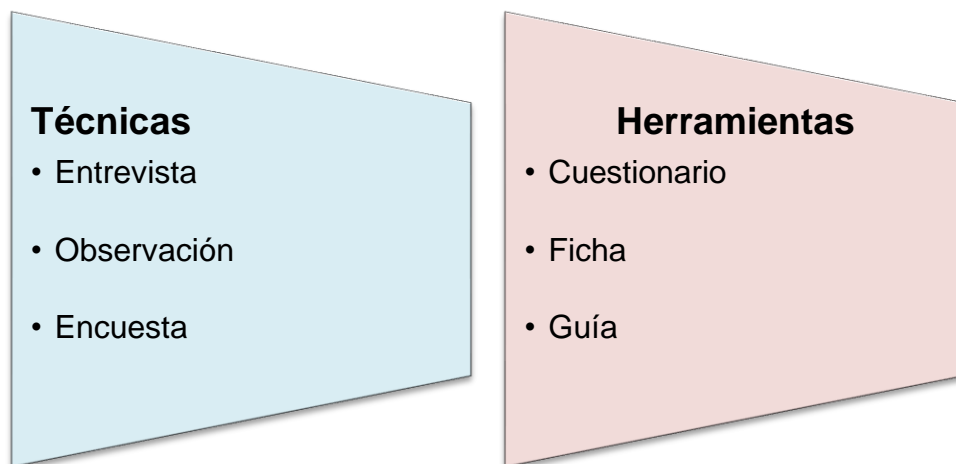 Técnicas
• Entrevista
• Observación
• Encuesta
Herramientas
• Cuestionario
• Ficha
• Guía